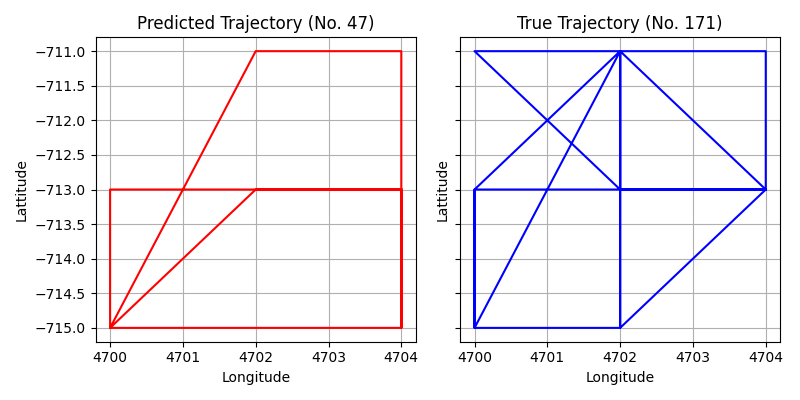 Predicted Trajectory (No. 47)
True Trajectory (No. 171)
−711.0
−711.5
−712.0
−712.5
−713.0
−713.5
−714.0
−714.5
−715.0
Lattitude
Lattitude
4700 4701 4702 4703 4704
4700 4701 4702 4703 4704
Longitude
Longitude